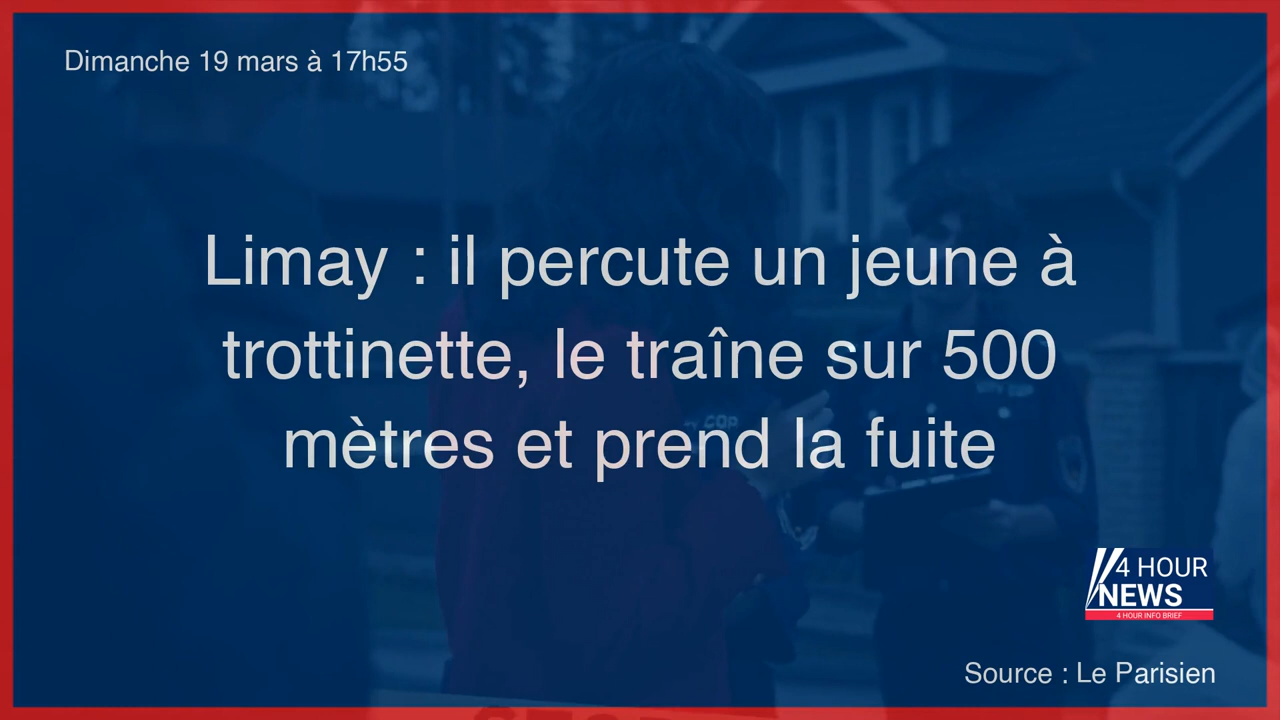 Dimanche 19 mars à 17h55
Limay : il percute un jeune à
trottinette, le traîne sur 500
mètres et prend la fuite
COP
4 HOUR
NEWS
4 HOUR INFO BRIEF
Source : Le Parisien